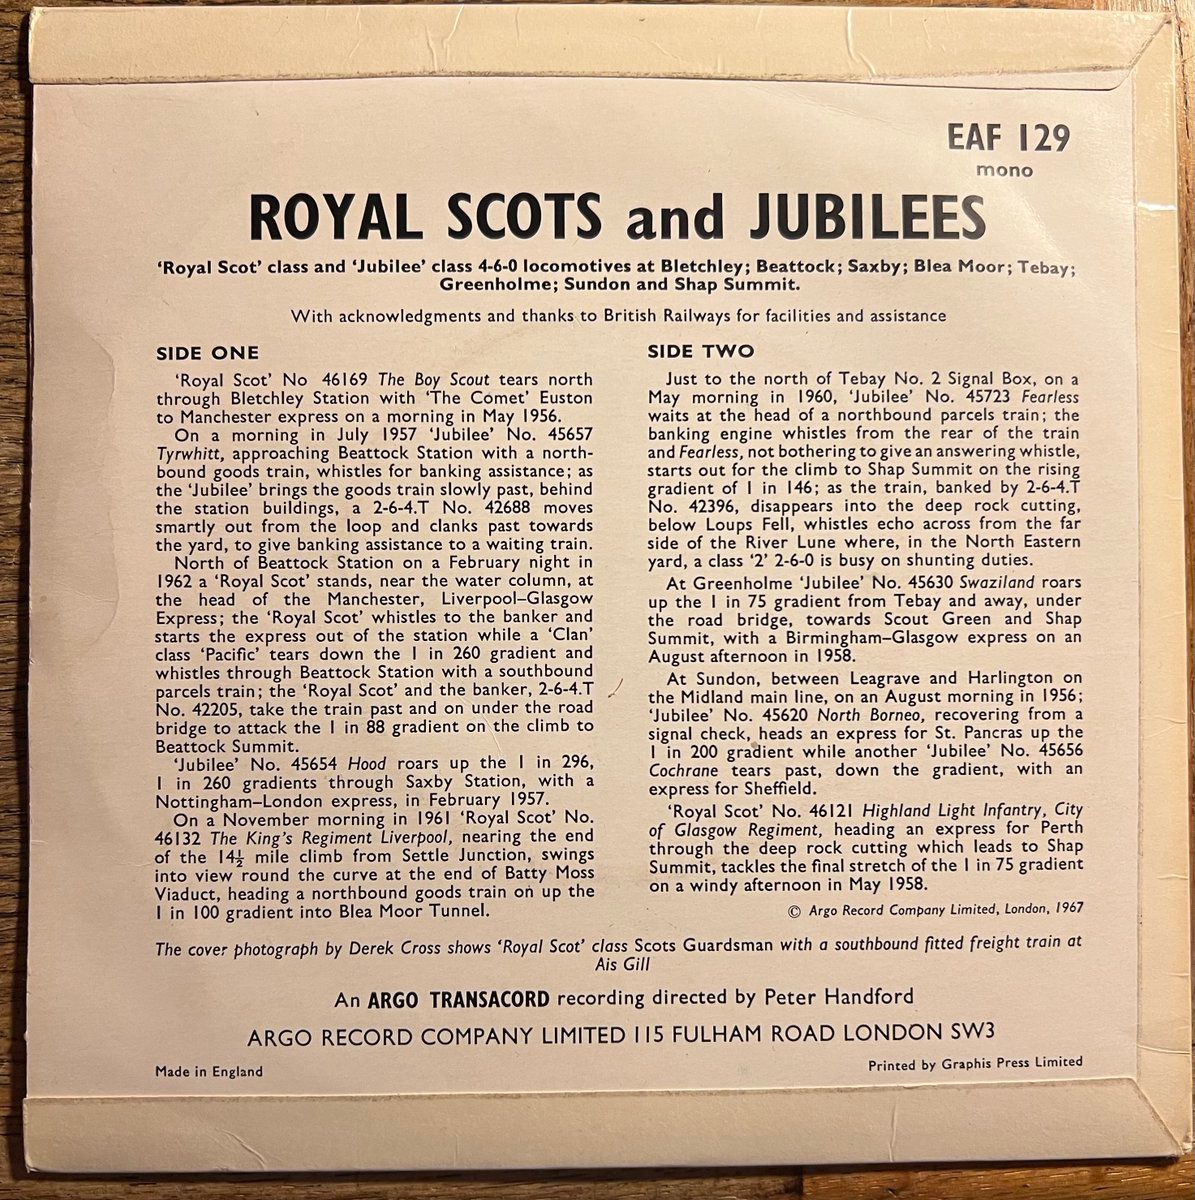 EAF 129
mono
ROYAL SCOTS and JUBILEES
'Royal Scot' class and 'Jubilee' class 4-6-0 locomotives at Bletchley; Beattock; Saxby; Blea Moor; Tebay;
Greenholme; Sundon and Shap Summit.
With acknowledgments and thanks to British Railways for facilities and assistance
SIDE ONE
'Royal Scot' No 46169 The Boy Scout tears north
through Bletchley Station with 'The Comet' Euston
to Manchester express on a morning in May 1956.
On a morning in July 1957 'Jubilee' No. 45657
Tyrwhitt, approaching Beattock Station with a north-
bound goods train, whistles for banking assistance; as
the 'Jubilee' brings the goods train slowly past, behind
the station buildings, a 2-6-4.T No. 42688 moves
smartly out from the loop and clanks past towards
the yard, to give banking assistance to a waiting train.
North of Beattock Station on a February night in
1962 a 'Royal Scot' stands, near the water column, at
the head of the Manchester, Liverpool–Glasgow
Express; the 'Royal Scot' whistles to the banker and
starts the express out of the station while a 'Clan'
class 'Pacific' tears down the 1 in 260 gradient and
whistles through Beattock Station with a southbound
parcels train; the 'Royal Scot' and the banker, 2-6-4.T
No. 42205, take the train past and on under the road
bridge to attack the 1 in 88 gradient on the climb to
Beattock Summit.
'Jubilee' No. 45654 Hood roars up the 1 in 296,
1 in 260 gradients through Saxby Station, with a
Nottingham–London express, in February 1957.
On a November morning in 1961 'Royal Scot' No.
46132 The King's Regiment Liverpool, nearing the end
of the 14½ mile climb from Settle Junction, swings
into view round the curve at the end of Batty Moss
Viaduct, heading a northbound goods train on up the
1 in 100 gradient into Blea Moor Tunnel.
SIDE TWO
Just to the north of Tebay No. 2 Signal Box, on a
May morning in 1960, 'Jubilee' No. 45723 Fearless
waits at the head of a northbound parcels train; the
banking engine whistles from the rear of the train
and Fearless, not bothering to give an answering whistle,
starts out for the climb to Shap Summit on the rising
gradient of 1 in 146; as the train, banked by 2-6-4.T
No. 42396, disappears into the deep rock cutting,
below Loups Fell, whistles echo across from the far
side of the River Lune where, in the North Eastern
yard, a class '2' 2-6-0 is busy on shunting duties.
At Greenholme 'Jubilee' No. 45630 Swaziland roars
up the 1 in 75 gradient from Tebay and away, under
the road bridge, towards Scout Green and Shap
Summit, with a Birmingham–Glasgow express on an
August afternoon in 1958.
At Sundon, between Leagrave and Harlington on
the Midland main line, on an August morning in 1956;
'Jubilee' No. 45620 North Borneo, recovering from a
signal check, heads an express for St. Pancras up the
1 in 200 gradient while another 'Jubilee' No. 45656
Cochrane tears past, down the gradient, with an
express for Sheffield.
'Royal Scot' No. 46121 Highland Light Infantry, City
of Glasgow Regiment, heading an express for Perth
through the deep rock cutting which leads to Shap
Summit, tackles the final stretch of the 1 in 75 gradient
on a windy afternoon in May 1958.
© Argo Record Company Limited, London, 1967
The cover photograph by Derek Cross shows 'Royal Scot' class Scots Guardsman with a southbound fitted freight train at
Ais Gill
An ARGO TRANSACORD recording directed by Peter Handford
ARGO RECORD COMPANY LIMITED 115 FULHAM ROAD LONDON SW3
Made in England
Printed by Graphis Press Limited